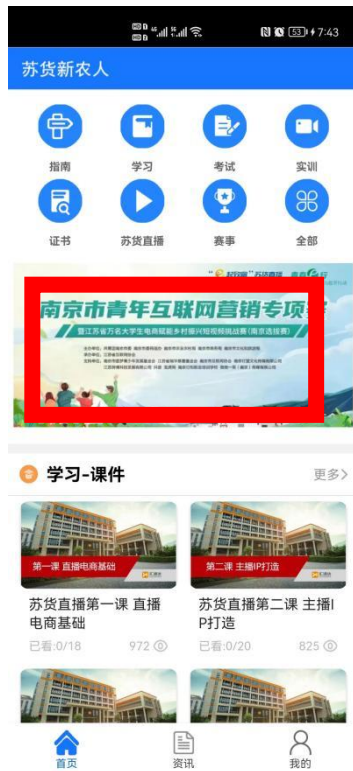 7:43
53
苏货新农人
指南 学习 考试 实训
证书 苏货直播 赛事 全部
南京市青年互联网营销专项赛
暨江苏省万名大学生电商赋能乡村振兴短视频挑战赛(南京选拔赛)
学习-课件 更多>
第一课 直播电商基础 第二课 主播IP打造
苏货直播第一课 直播电商基础
已看:0/18 972
苏货直播第二课 主播IP打造
已看:0/20 825
首页 资讯 我的